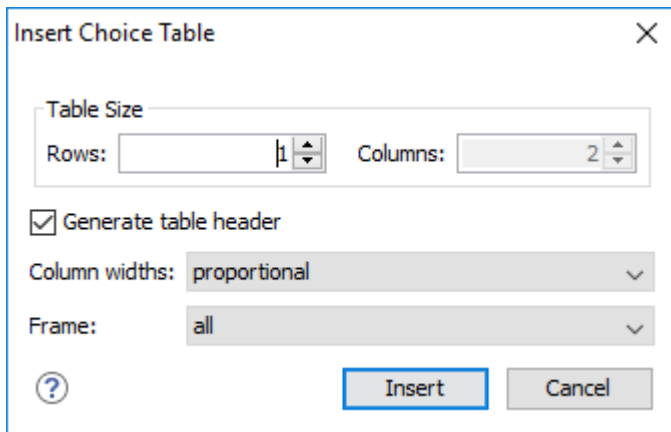 Insert Choice Table
Table Size
Rows: 1 Columns: 2
Generate table header
Column widths: proportional
Frame: all
? Insert Cancel